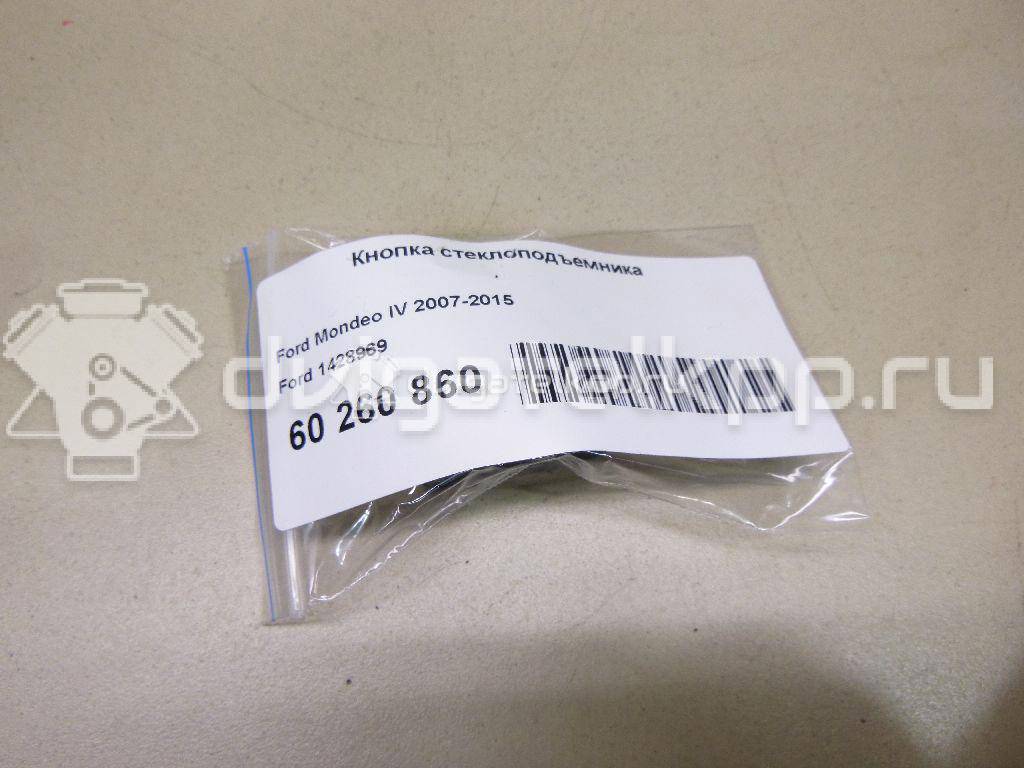 Кнопка стеклоподъемника
Ford Mondeo IV 2007-2015
Ford 1428969
60 260 860
dvigatelkpp.ru